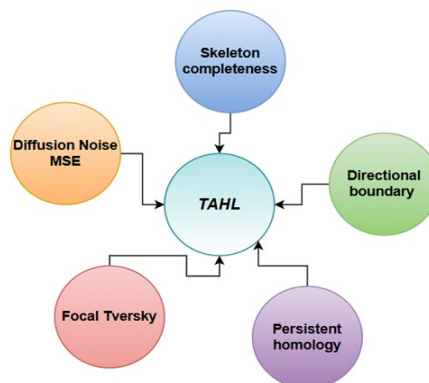 Skeleton
completeness
Diffusion Noise
MSE
Directional
boundary
TAHL
Focal Tversky
Persistent
homology